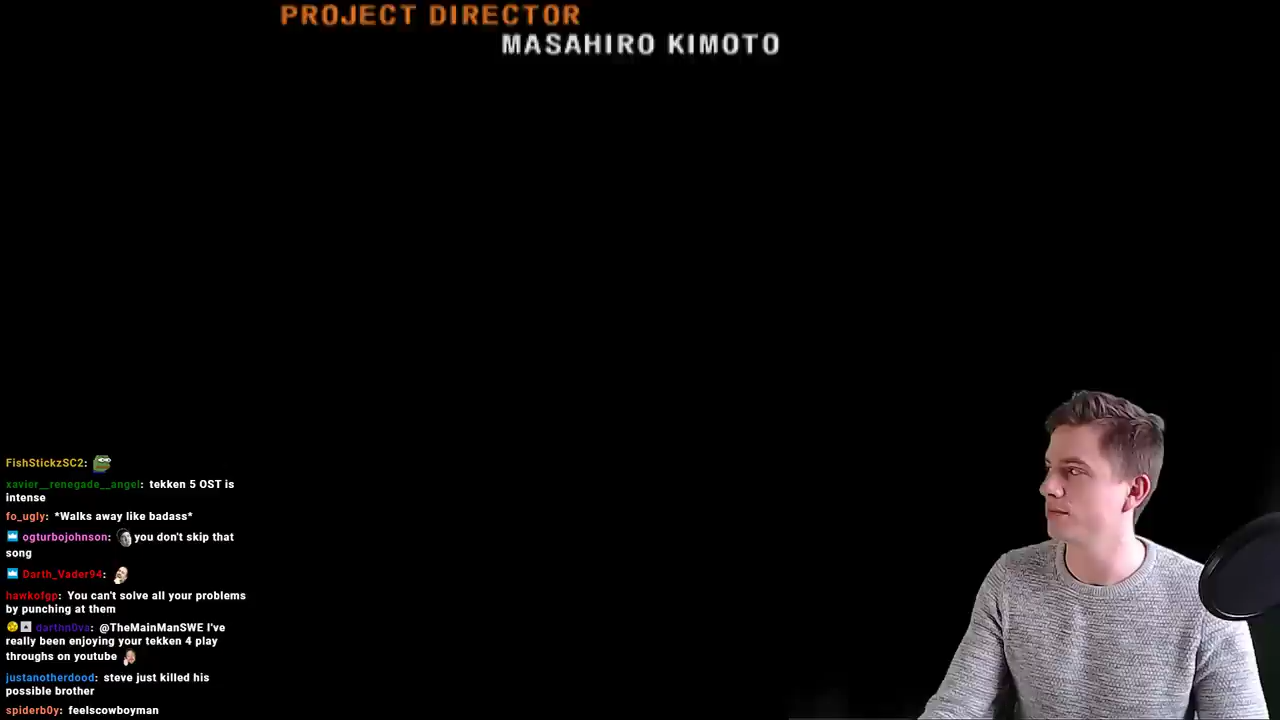 PROJECT DIRECTOR
MASAHIRO KIMOTO
FishStickzSC2:
xavier__renegade__angel: tekken 5 OST is
intense
fo_ugly: *Walks away like badass*
ogturbojohnson: you don't skip that
song
Darth_Vader94:
hawkofgp: You can't solve all your problems
by punching at them
darthn0va: @TheMainManSWE I've
really been enjoying your tekken 4 play
throughs on youtube
justanotherdood: steve just killed his
possible brother
spiderb0y: feelscowboyman